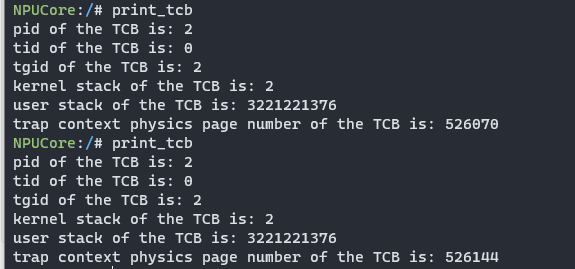 NPUCore:/# print_tcb
pid of the TCB is: 2
tid of the TCB is: 0
tgid of the TCB is: 2
kernel stack of the TCB is: 2
user stack of the TCB is: 3221221376
trap context physics page number of the TCB is: 526070
NPUCore:/# print_tcb
pid of the TCB is: 2
tid of the TCB is: 0
tgid of the TCB is: 2
kernel stack of the TCB is: 2
user stack of the TCB is: 3221221376
trap context physics page number of the TCB is: 526144